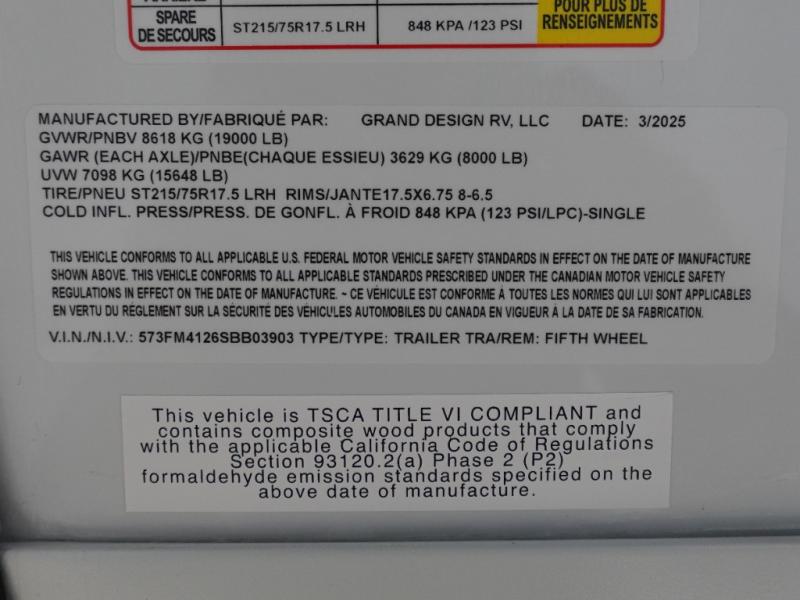 POUR PLUS DE
SPARE
DE SECOURS
ST215/75R17.5 LRH
848 KPA /123 PSI
RENSEIGNEMENTS
MANUFACTURED BY/FABRIQUÉ PAR: GRAND DESIGN RV, LLC DATE: 3/2025
GVWR/PNBV 8618 KG (19000 LB)
GAWR (EACH AXLE)/PNBE(CHAQUE ESSIEU) 3629 KG (8000 LB)
UVW 7098 KG (15648 LB)
TIRE/PNEU ST215/75R17.5 LRH RIMS/JANTE17.5X6.75 8-6.5
COLD INFL. PRESS/PRESS. DE GONFL. À FROID 848 KPA (123 PSI/LPC)-SINGLE
THIS VEHICLE CONFORMS TO ALL APPLICABLE U.S. FEDERAL MOTOR VEHICLE SAFETY STANDARDS IN EFFECT ON THE DATE OF MANUFACTURE
SHOWN ABOVE. THIS VEHICLE CONFORMS TO ALL APPLICABLE STANDARDS PRESCRIBED UNDER THE CANADIAN MOTOR VEHICLE SAFETY
REGULATIONS IN EFFECT ON THE DATE OF MANUFACTURE. ~ CE VÉHICULE EST CONFORME À TOUTES LES NORMES QUI LUI SONT APPLICABLES
EN VERTU DU RÉGLEMENT SUR LA SÉCURITÉ DES VÉHICULES AUTOMOBILES DU CANADA EN VIGUEUR À LA DATE DE SA FABRICATION.
V.I.N./N.I.V.: 573FM4126SBB03903 TYPE/TYPE: TRAILER TRA/REM: FIFTH WHEEL
This vehicle is TSCA TITLE VI COMPLIANT and
contains composite wood products that comply
with the applicable California Code of Regulations
Section 93120.2(a) Phase 2 (P2)
formaldehyde emission standards specified on the
above date of manufacture.